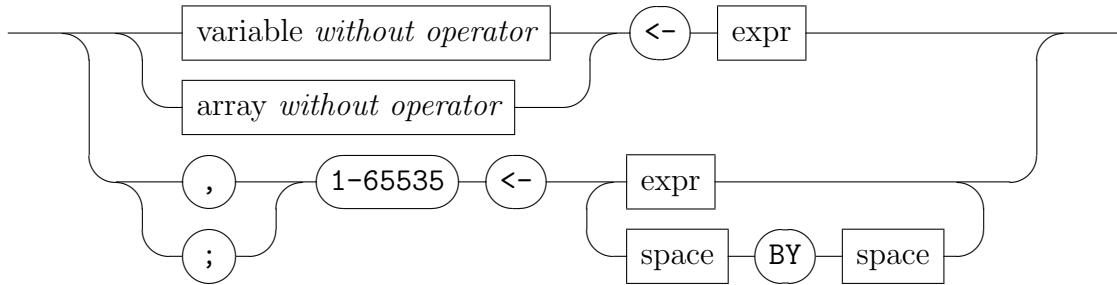 variable without operator <- expr
array without operator
, 1-65535 <- expr
; space BY space